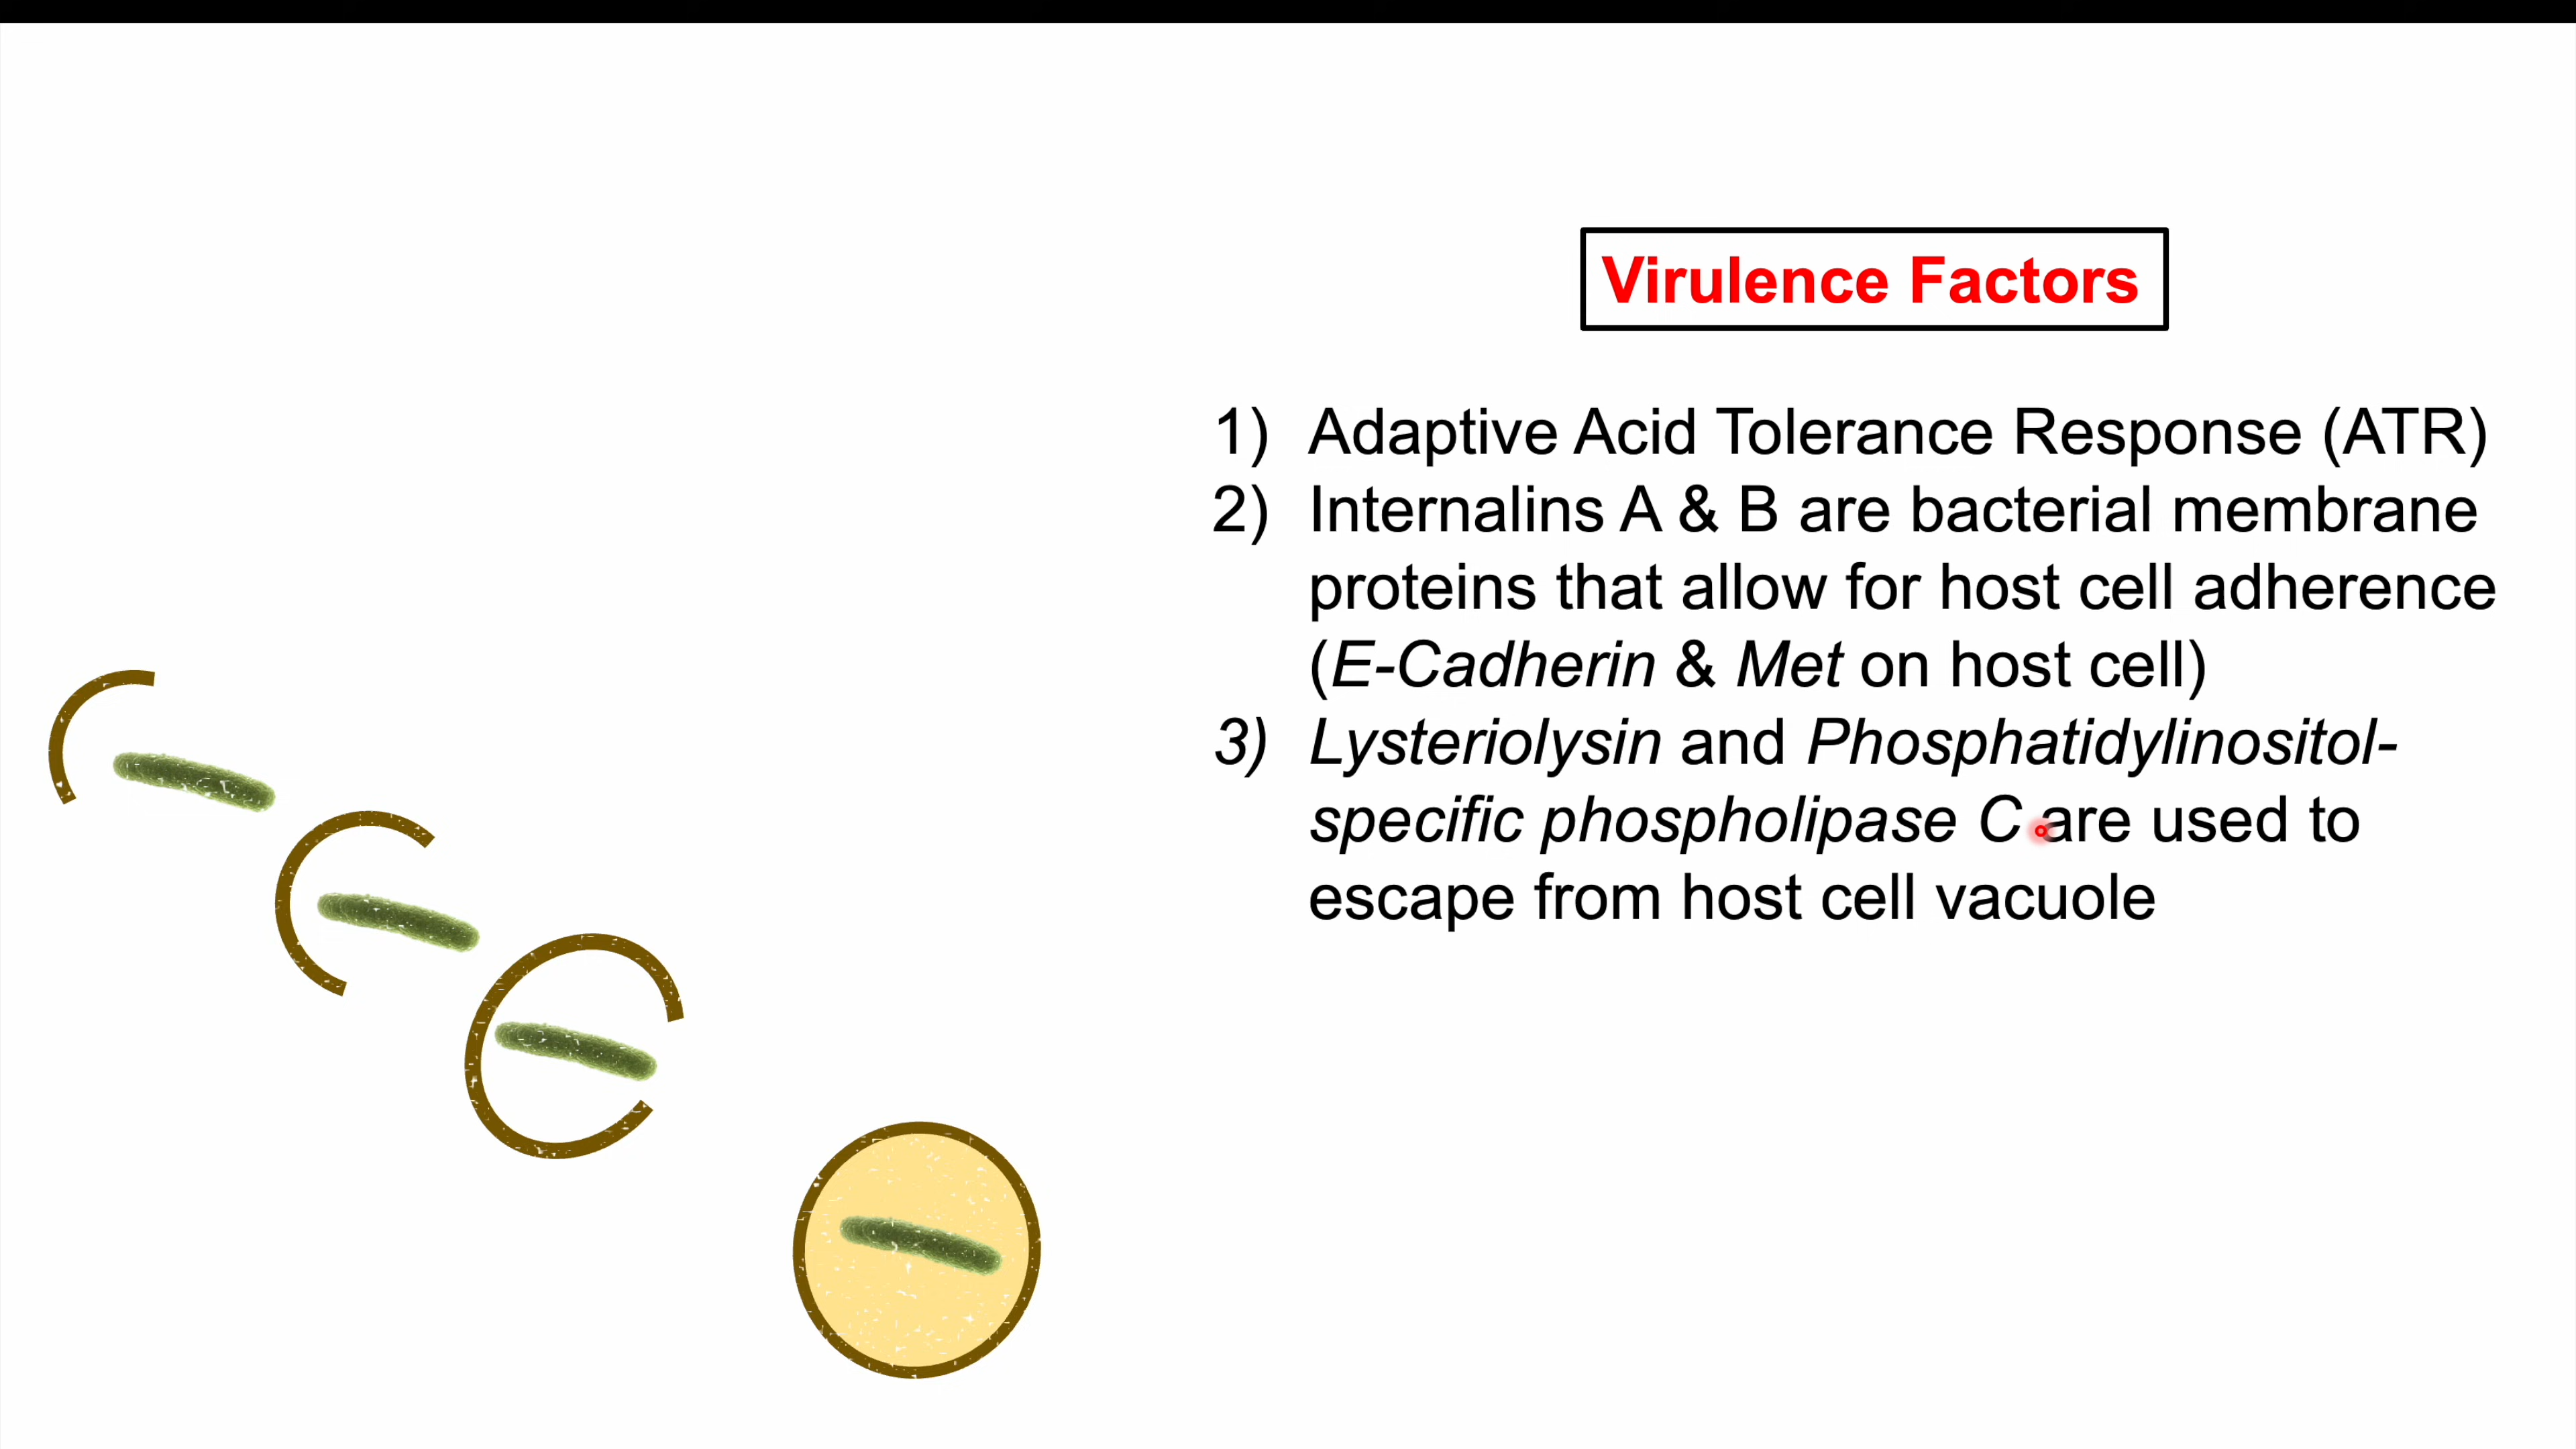 Virulence Factors
1) Adaptive Acid Tolerance Response (ATR)
2) Internalins A & B are bacterial membrane
proteins that allow for host cell adherence
(E-Cadherin & Met on host cell)
3) Lysteriolysin and Phosphatidylinositol-
specific phospholipase C are used to
escape from host cell vacuole